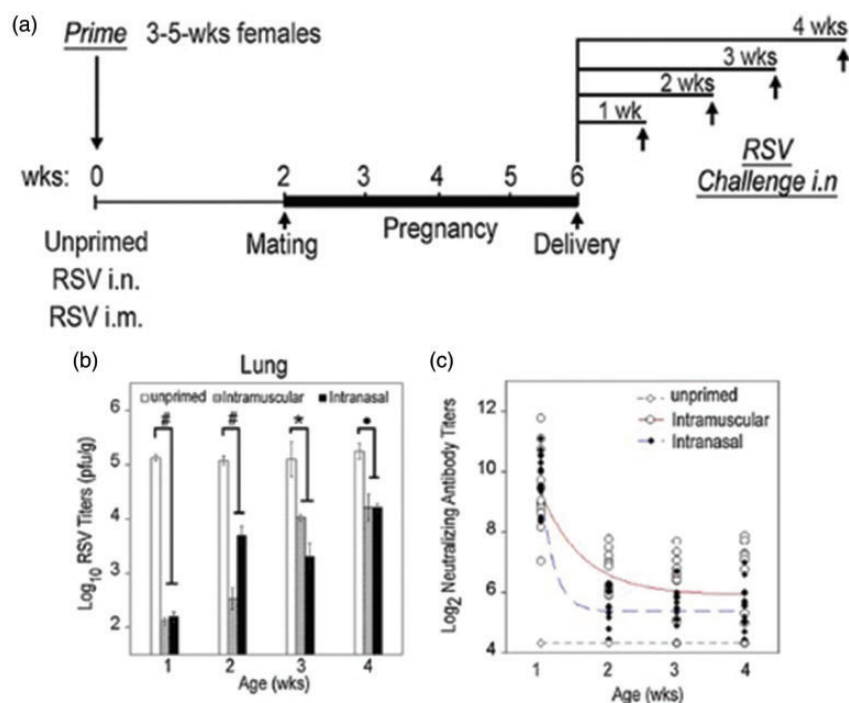 (a)
Prime 3-5-wks females
4 wks
3 wks
2 wks
1 wk
RSV
Challenge i.n
wks: 0 2 3 4 5 6
Unprimed
RSV i.n.
RSV i.m.
Mating
Pregnancy
Delivery
(b)
Lung
unprimed Intramuscular Intranasal
# # * •
Log10 RSV Titers (pfu/g)
6
5
4
3
2
1 2 3 4
Age (wks)
(c)
unprimed
Intramuscular
Intranasal
Log2 Neutralizing Antibody Titers
12
10
8
6
4
1 2 3 4
Age (wks)